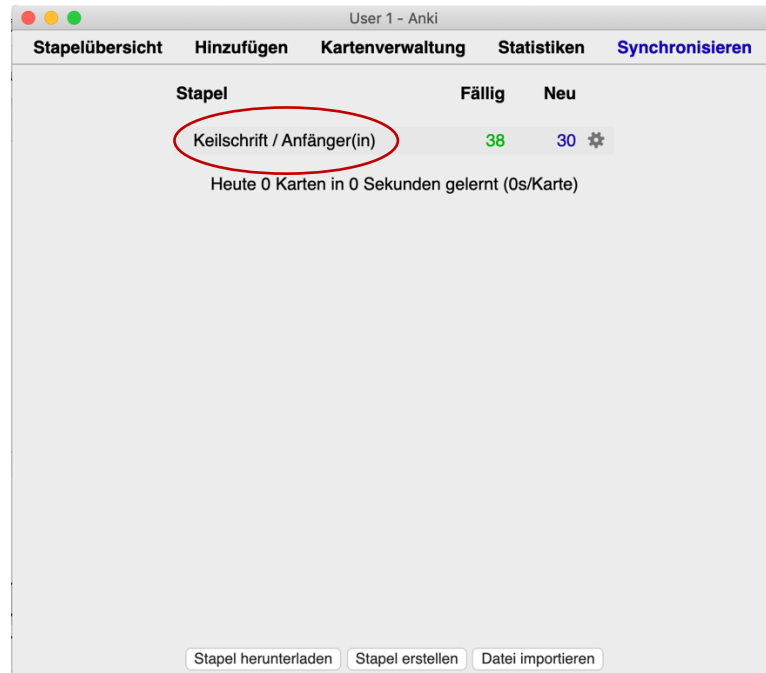 User 1 - Anki
Stapelübersicht Hinzufügen Kartenverwaltung Statistiken Synchronisieren
Stapel Fällig Neu
Keilschrift / Anfänger(in) 38 30
Heute 0 Karten in 0 Sekunden gelernt (0s/Karte)
Stapel herunterladen Stapel erstellen Datei importieren